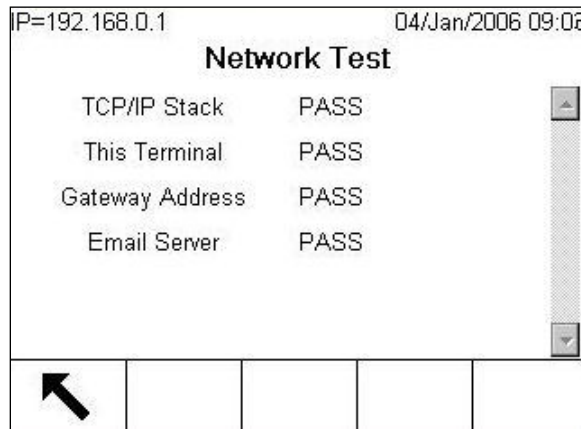 IP=192.168.0.1 04/Jan/2006 09:02
Network Test
TCP/IP Stack PASS
This Terminal PASS
Gateway Address PASS
Email Server PASS